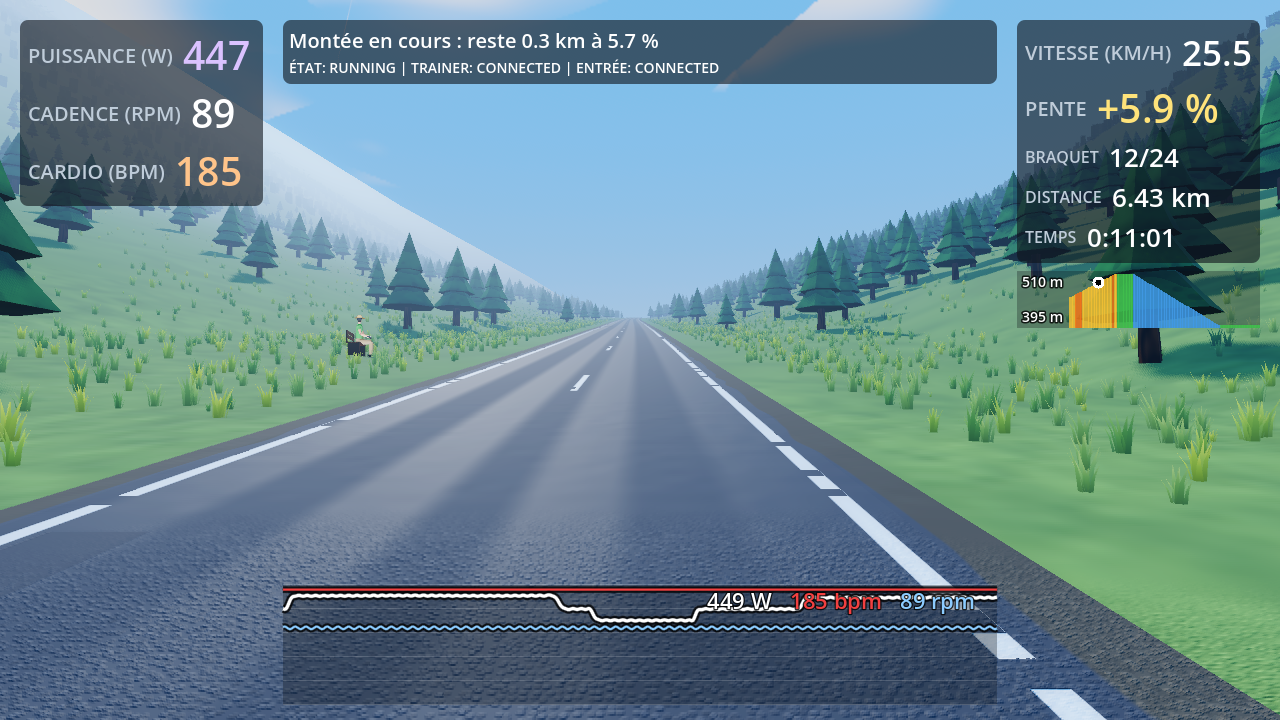 PUISSANCE (W) 447
CADENCE (RPM) 89
CARDIO (BPM) 185
Montée en cours : reste 0.3 km à 5.7 %
ÉTAT: RUNNING | TRAINER: CONNECTED | ENTRÉE: CONNECTED
VITESSE (KM/H) 25.5
PENTE +5.9 %
BRAQUET 12/24
DISTANCE 6.43 km
TEMPS 0:11:01
510 m
395 m
449 W 185 bpm 89 rpm